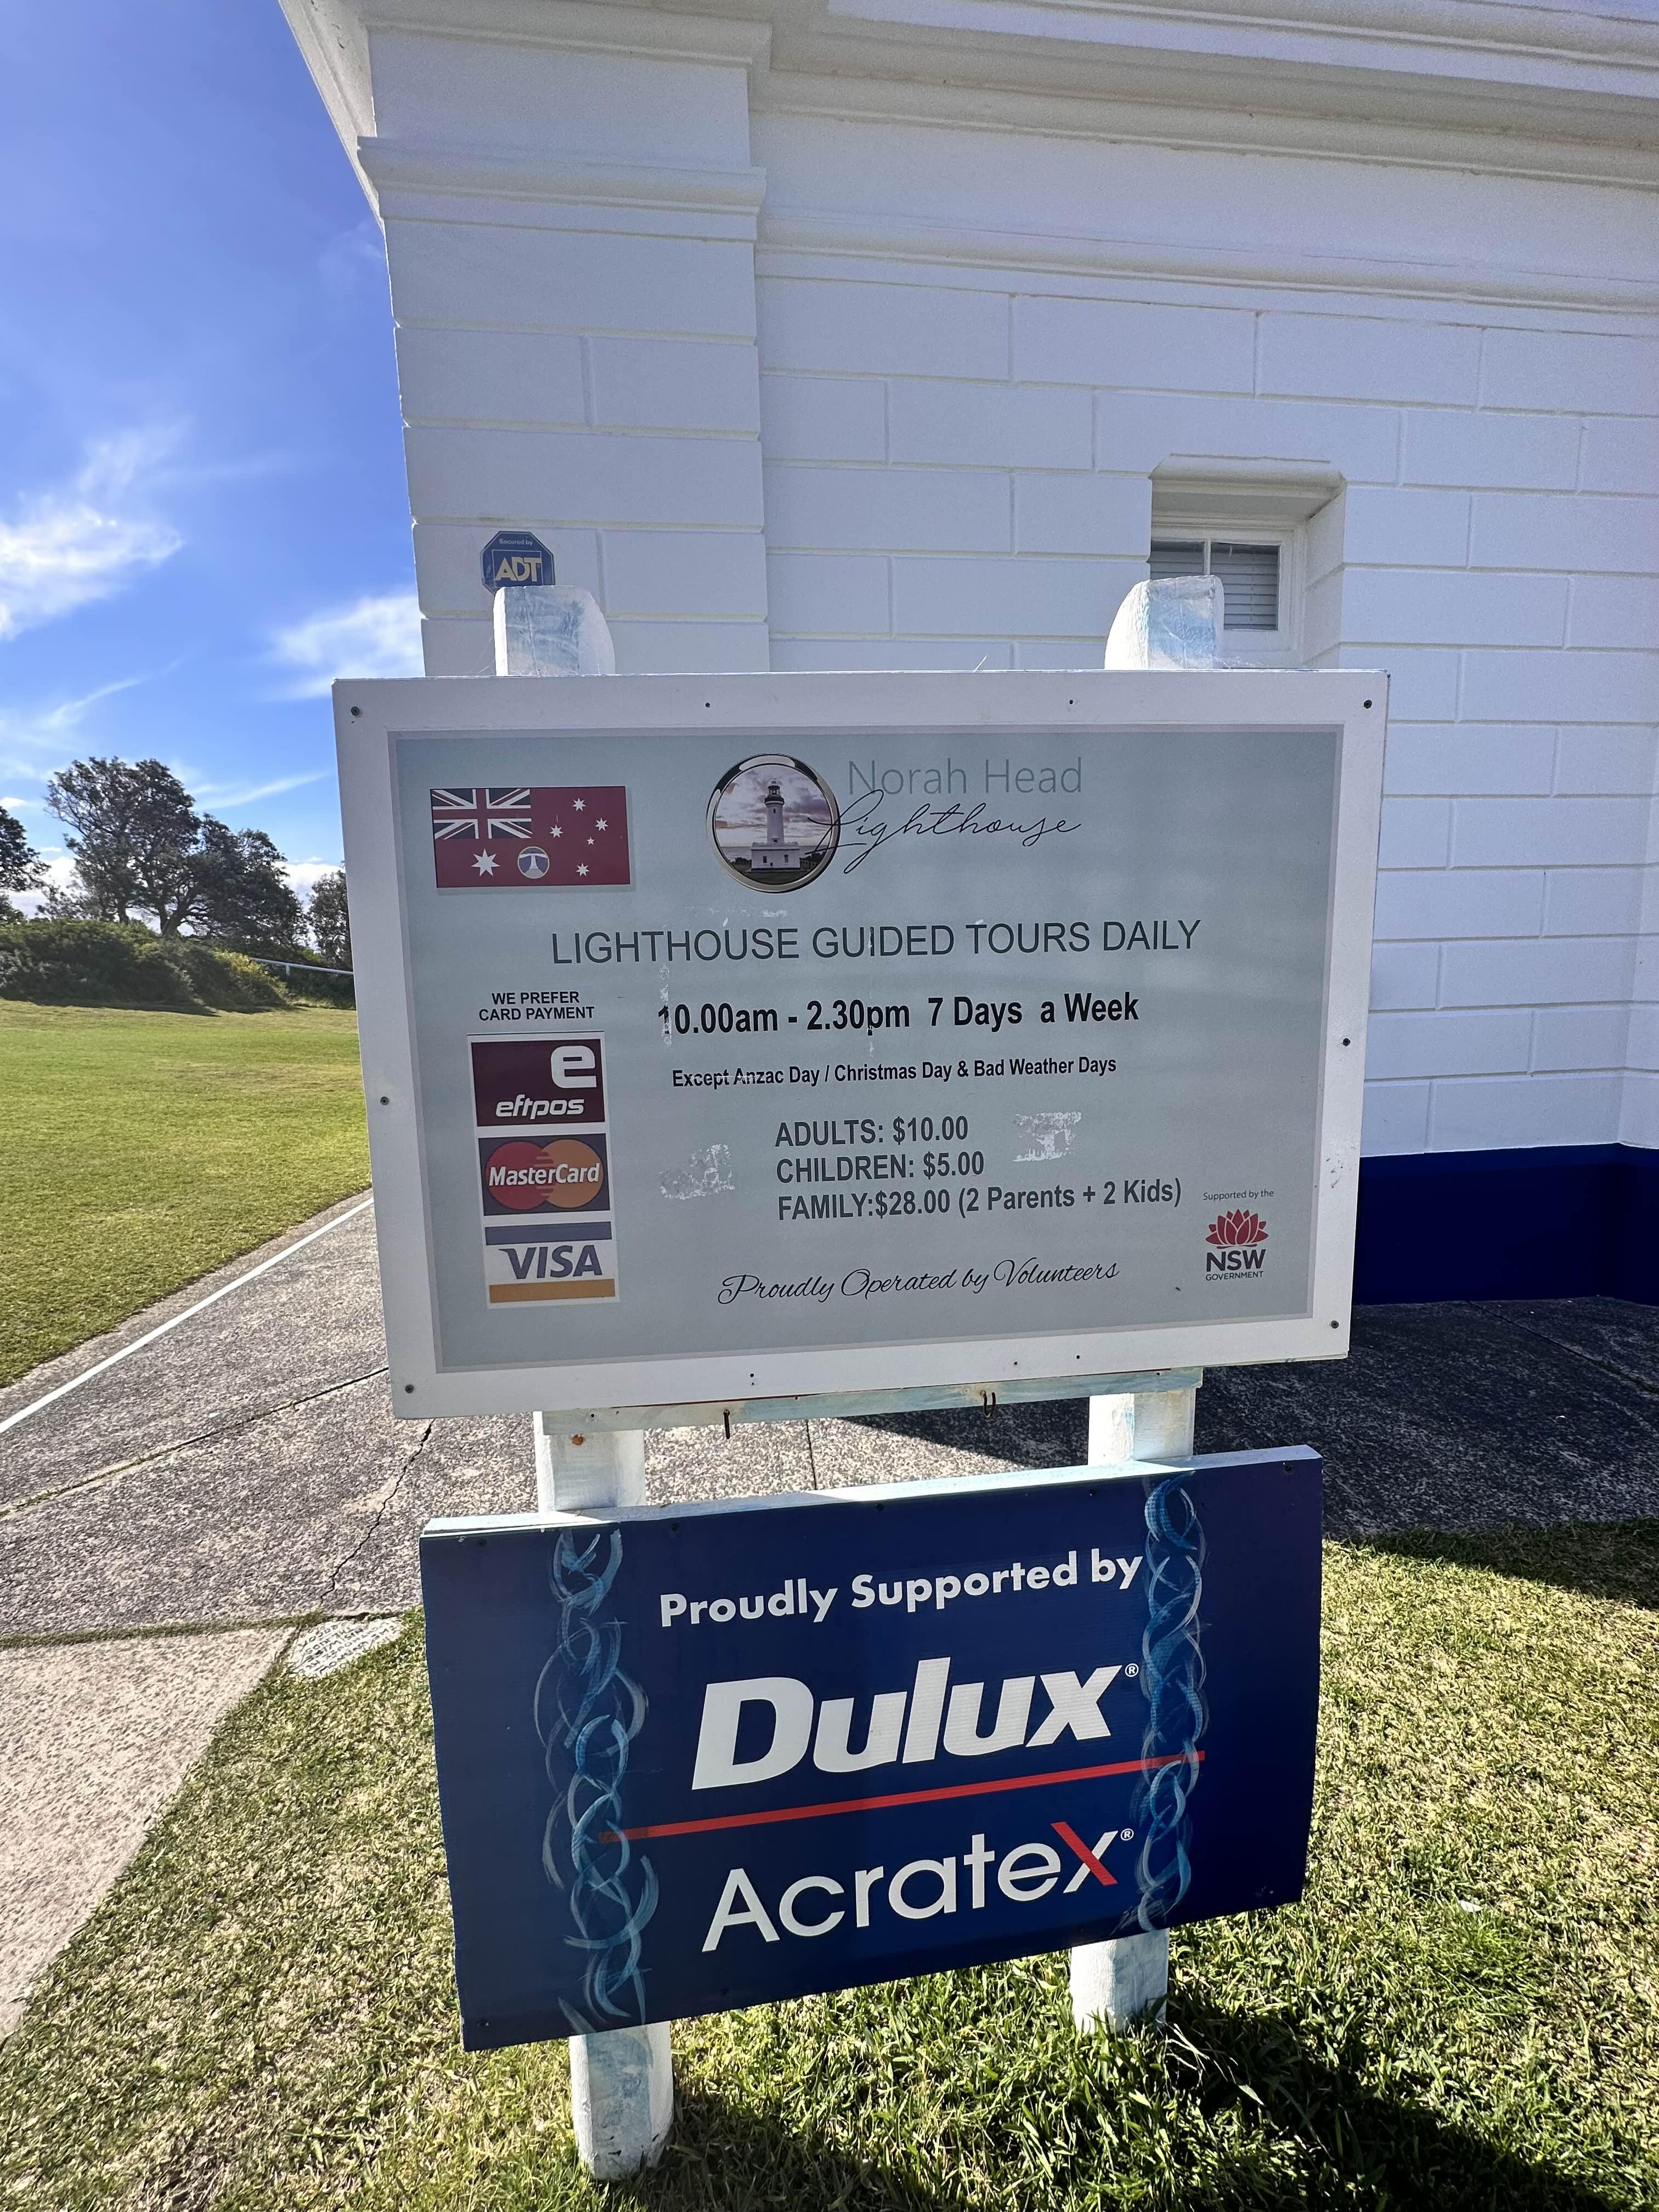 Secured by
ADT
Norah Head
Lighthouse
LIGHTHOUSE GUIDED TOURS DAILY
WE PREFER
CARD PAYMENT
10.00am - 2.30pm 7 Days a Week
Except Anzac Day / Christmas Day & Bad Weather Days
e
eftpos
MasterCard
VISA
ADULTS: $10.00
CHILDREN: $5.00
FAMILY:$28.00 (2 Parents + 2 Kids)
Supported by the
NSW
GOVERNMENT
Proudly Operated by Volunteers
Proudly Supported by
Dulux®
AcrateX®